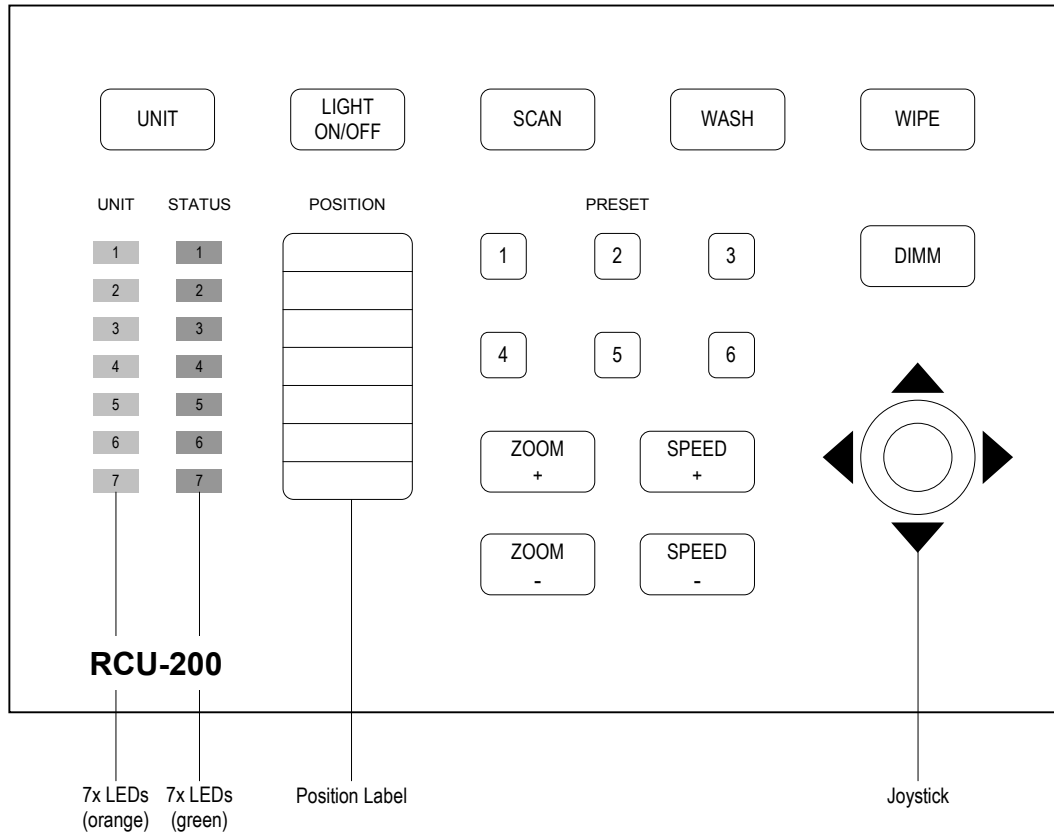 UNIT
LIGHT
ON/OFF
SCAN
WASH
WIPE
UNIT
STATUS
POSITION
PRESET
1
1
1
2
3
DIMM
2
2
3
3
4
4
4
5
6
5
5
6
6
7
7
ZOOM
+
SPEED
+
ZOOM
-
SPEED
-
RCU-200
7x LEDs
(orange)
7x LEDs
(green)
Position Label
Joystick